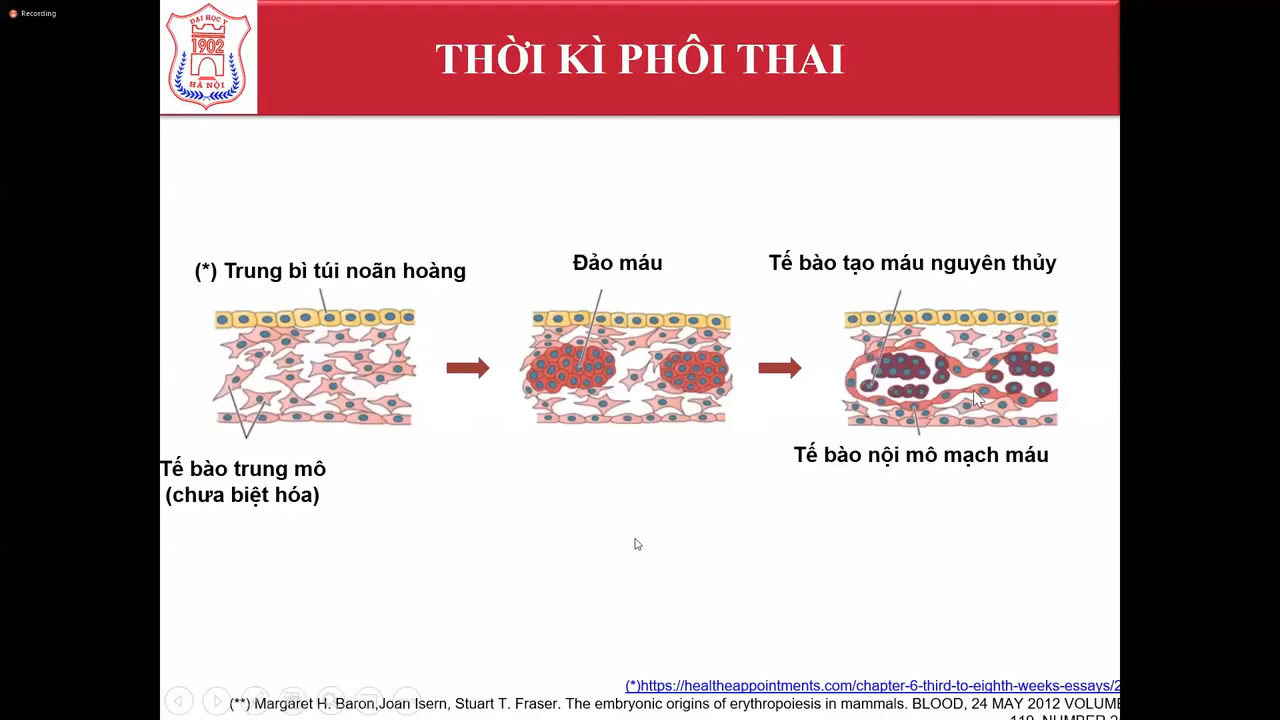 Recording
ĐẠI HỌC Y
1902
HÀ NỘI
THỜI KÌ PHÔI THAI
(*) Trung bì túi noãn hoàng
Đảo máu
Tế bào tạo máu nguyên thủy
Tế bào trung mô
(chưa biệt hóa)
Tế bào nội mô mạch máu
(*)https://healtheappointments.com/chapter-6-third-to-eighth-weeks-essays/2
(**) Margaret H. Baron,Joan Isern, Stuart T. Fraser. The embryonic origins of erythropoiesis in mammals. BLOOD, 24 MAY 2012 VOLUME
119, NUMBER 2